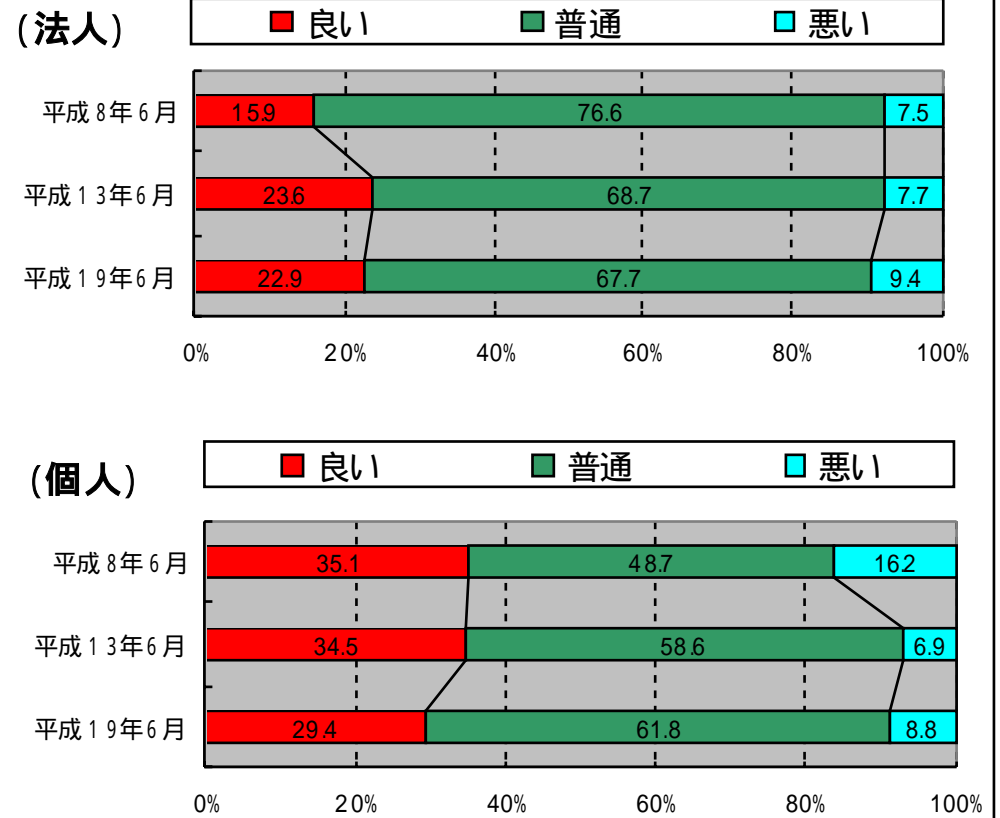 (法人)
良い 普通 悪い
平成8年6月 15.9 76.6 7.5
平成13年6月 23.6 68.7 7.7
平成19年6月 22.9 67.7 9.4
0% 20% 40% 60% 80% 100%
(個人)
良い 普通 悪い
平成8年6月 35.1 48.7 16.2
平成13年6月 34.5 58.6 6.9
平成19年6月 29.4 61.8 8.8
0% 20% 40% 60% 80% 100%